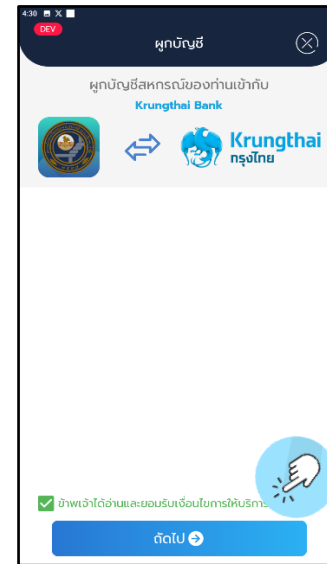 4:30 X
DEV
ผูกบัญชี
ผูกบัญชีสหกรณ์ของท่านเข้ากับ
Krungthai Bank
Krungthai
กรุงไทย
ข้าพเจ้าได้อ่านและยอมรับเงื่อนไขการให้บริการ
ถัดไป